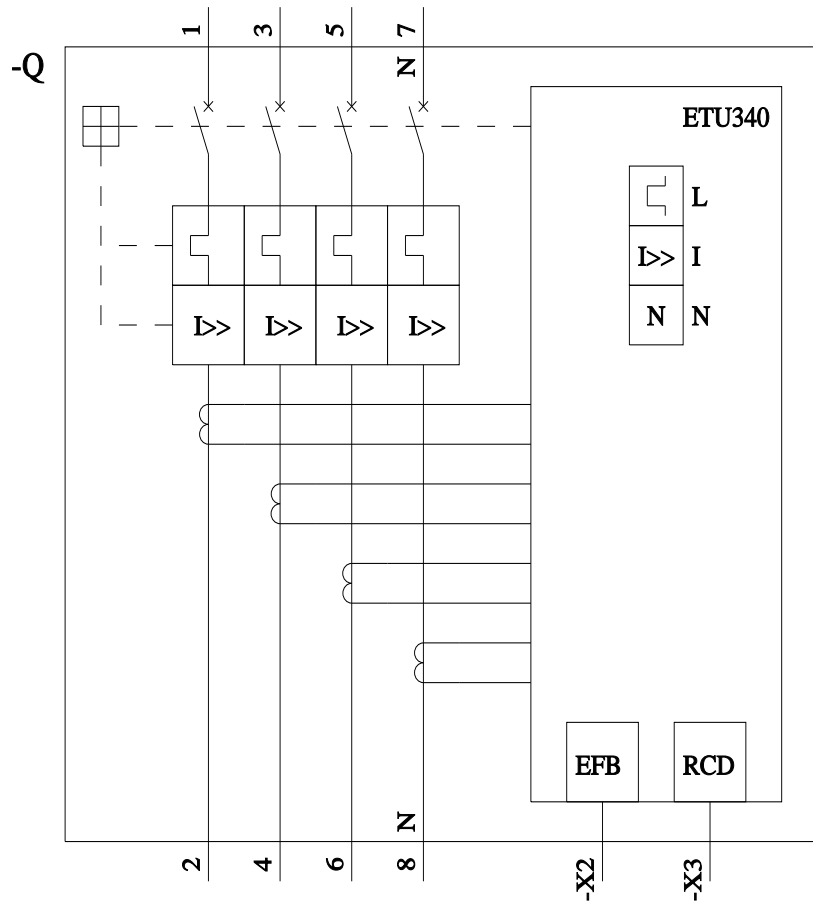 1 3 5 7
-Q
N
ETU340
L
I>> I
N N
I>> I>> I>> I>>
EFB RCD
N
2 4 6 8
-X2 -X3